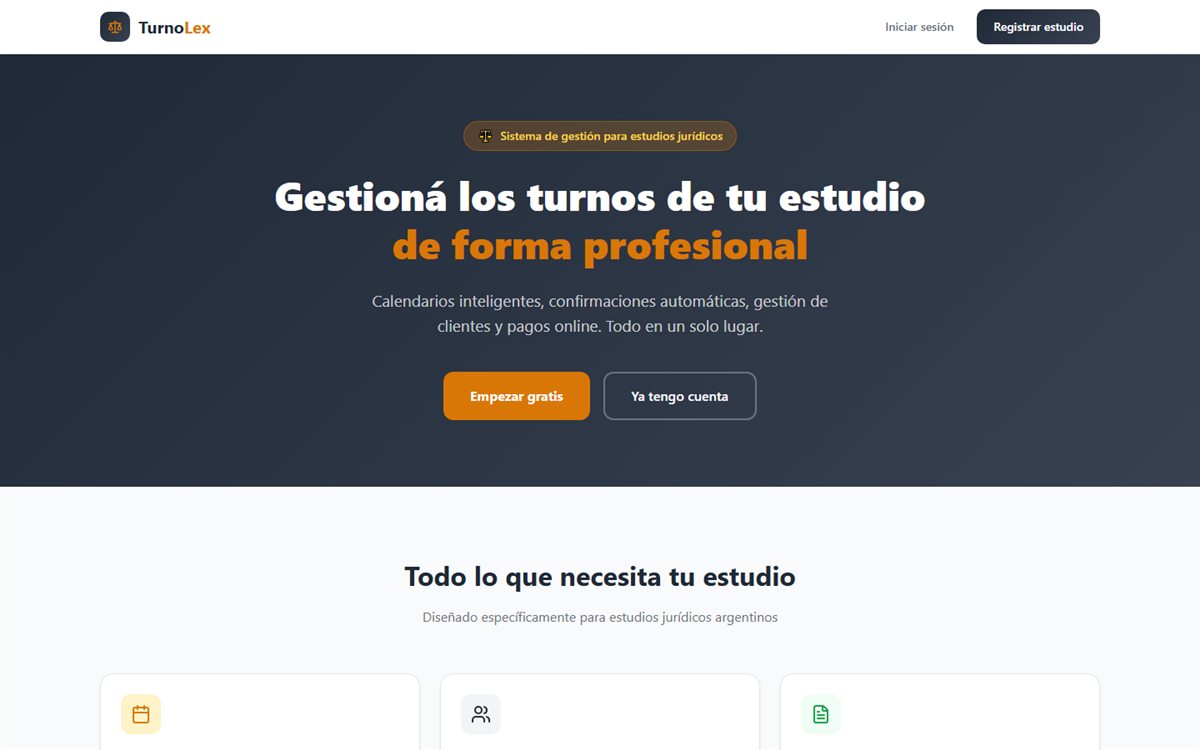 TurnoLex
Iniciar sesión
Registrar estudio
Sistema de gestión para estudios jurídicos
Gestioná los turnos de tu estudio
de forma profesional
Calendarios inteligentes, confirmaciones automáticas, gestión de
clientes y pagos online. Todo en un solo lugar.
Empezar gratis
Ya tengo cuenta
Todo lo que necesita tu estudio
Diseñado específicamente para estudios jurídicos argentinos